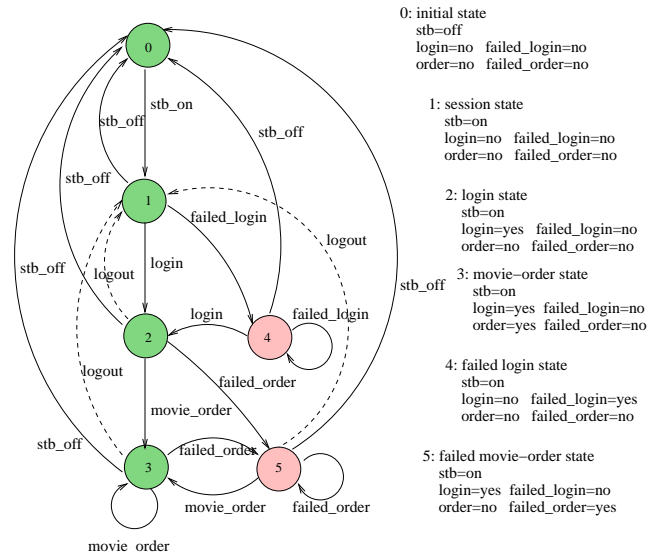 0
stb_on
stb_off
stb_off
stb_off
1
failed_login
logout
stb_off
logout
login
login
failed_login
stb_off
2
4
logout
failed_order
movie_order
stb_off
failed_order
3
5
movie_order
failed_order
movie_order
0: initial state
stb=off
login=no failed_login=no
order=no failed_order=no
1: session state
stb=on
login=no failed_login=no
order=no failed_order=no
2: login state
stb=on
login=yes failed_login=no
order=no failed_order=no
3: movie-order state
stb=on
login=yes failed_login=no
order=yes failed_order=no
4: failed login state
stb=on
login=no failed_login=yes
order=no failed_order=no
5: failed movie-order state
stb=on
login=yes failed_login=no
order=no failed_order=yes